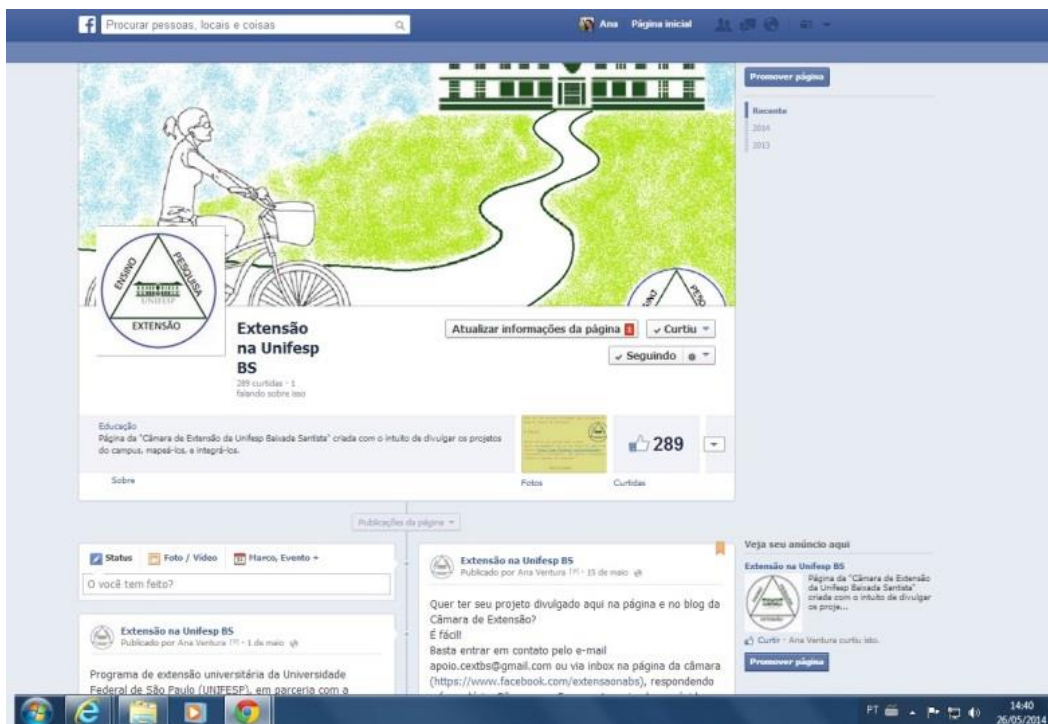 Procurar pessoas, locais e coisas
Ana Página inicial
Promover página
Recente
2014
2013
ENSINO
PESQUISA
UNIFESP
EXTENSÃO
Extensão
na Unifesp
BS
289 curtidas · 1
falando sobre isso
Atualizar informações da página 1
Curtiu
Seguindo
Educação
Página da "Câmara de Extensão da Unifesp Baixada Santista" criada com o intuito de divulgar os projetos
do campus, mapeá-los, e integrá-los.
Sobre
Fotos
289
Curtidas
Publicações da página
Status Foto / Vídeo Marco, Evento +
O você tem feito?
Extensão na Unifesp BS
Publicado por Ana Ventura [?] · 1 de maio
Programa de extensão universitária da Universidade
Federal de São Paulo (UNIFESP), em parceria com a
Extensão na Unifesp BS
Publicado por Ana Ventura [?] · 15 de maio
Quer ter seu projeto divulgado aqui na página e no blog da
Câmara de Extensão?
É fácil!
Basta entrar em contato pelo e-mail
apoio.cextbs@gmail.com ou via inbox na página da câmara
(https://www.facebook.com/extensaonabs), respondendo
Veja seu anúncio aqui
Extensão na Unifesp BS
Página da "Câmara de Extensão
da Unifesp Baixada Santista"
criada com o intuito de divulgar
os proje...
Curtir · Ana Ventura curtiu isto.
Promover página
PT
14:40
26/05/2014